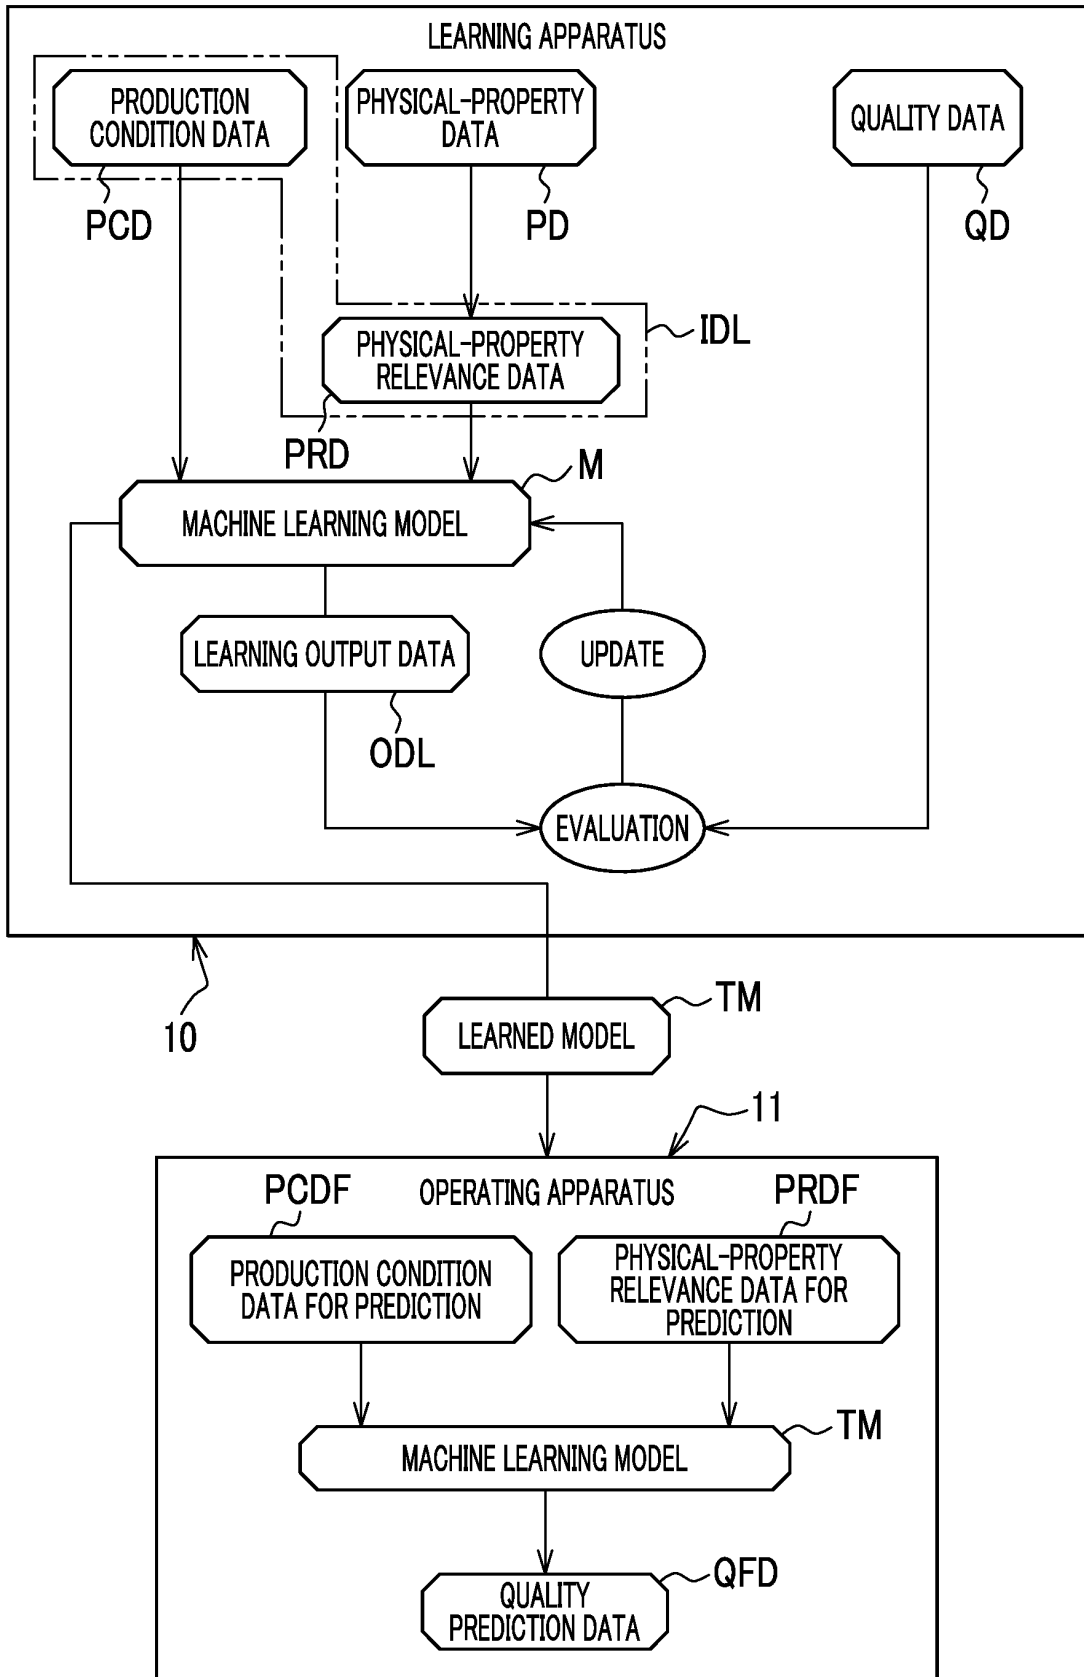 LEARNING APPARATUS
PRODUCTION
CONDITION DATA
PHYSICAL-PROPERTY
DATA
QUALITY DATA
PCD
PD
QD
PHYSICAL-PROPERTY
RELEVANCE DATA
IDL
PRD
M
MACHINE LEARNING MODEL
LEARNING OUTPUT DATA
UPDATE
ODL
EVALUATION
10
TM
LEARNED MODEL
11
OPERATING APPARATUS
PCDF
PRDF
PRODUCTION CONDITION
DATA FOR PREDICTION
PHYSICAL-PROPERTY
RELEVANCE DATA FOR
PREDICTION
TM
MACHINE LEARNING MODEL
QFD
QUALITY
PREDICTION DATA